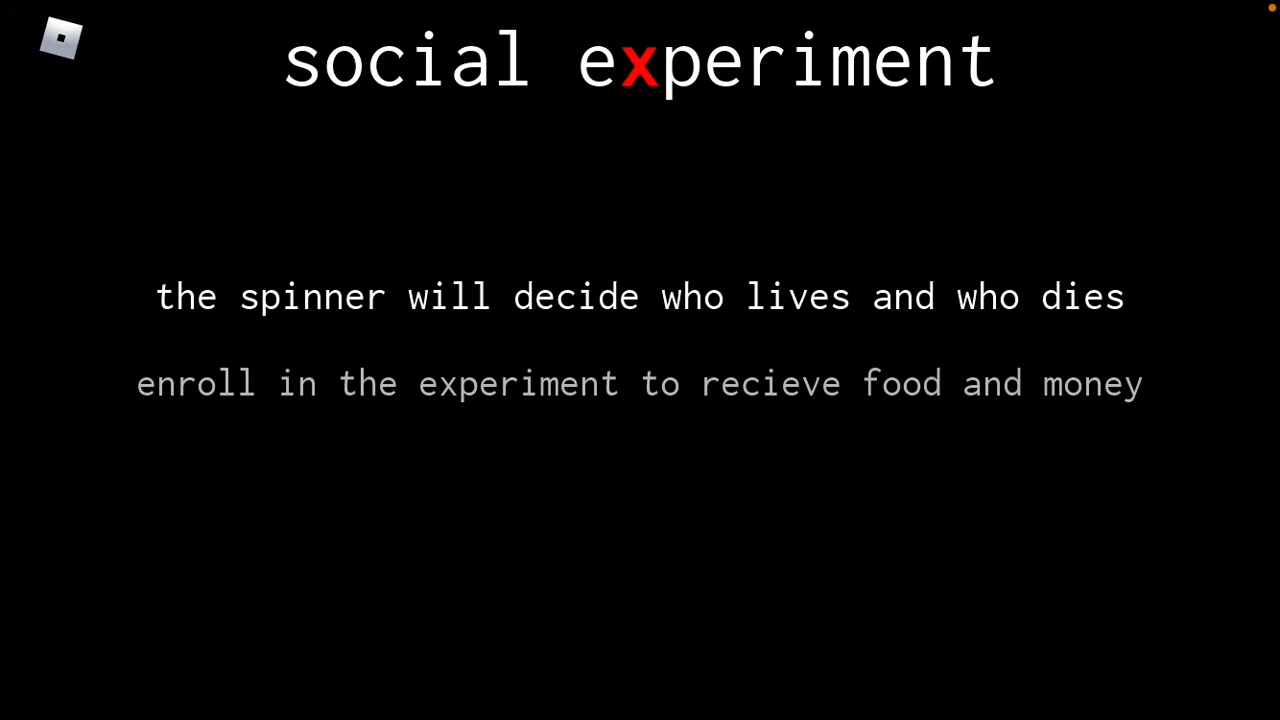 social experiment
the spinner will decide who lives and who dies
enroll in the experiment to recieve food and money